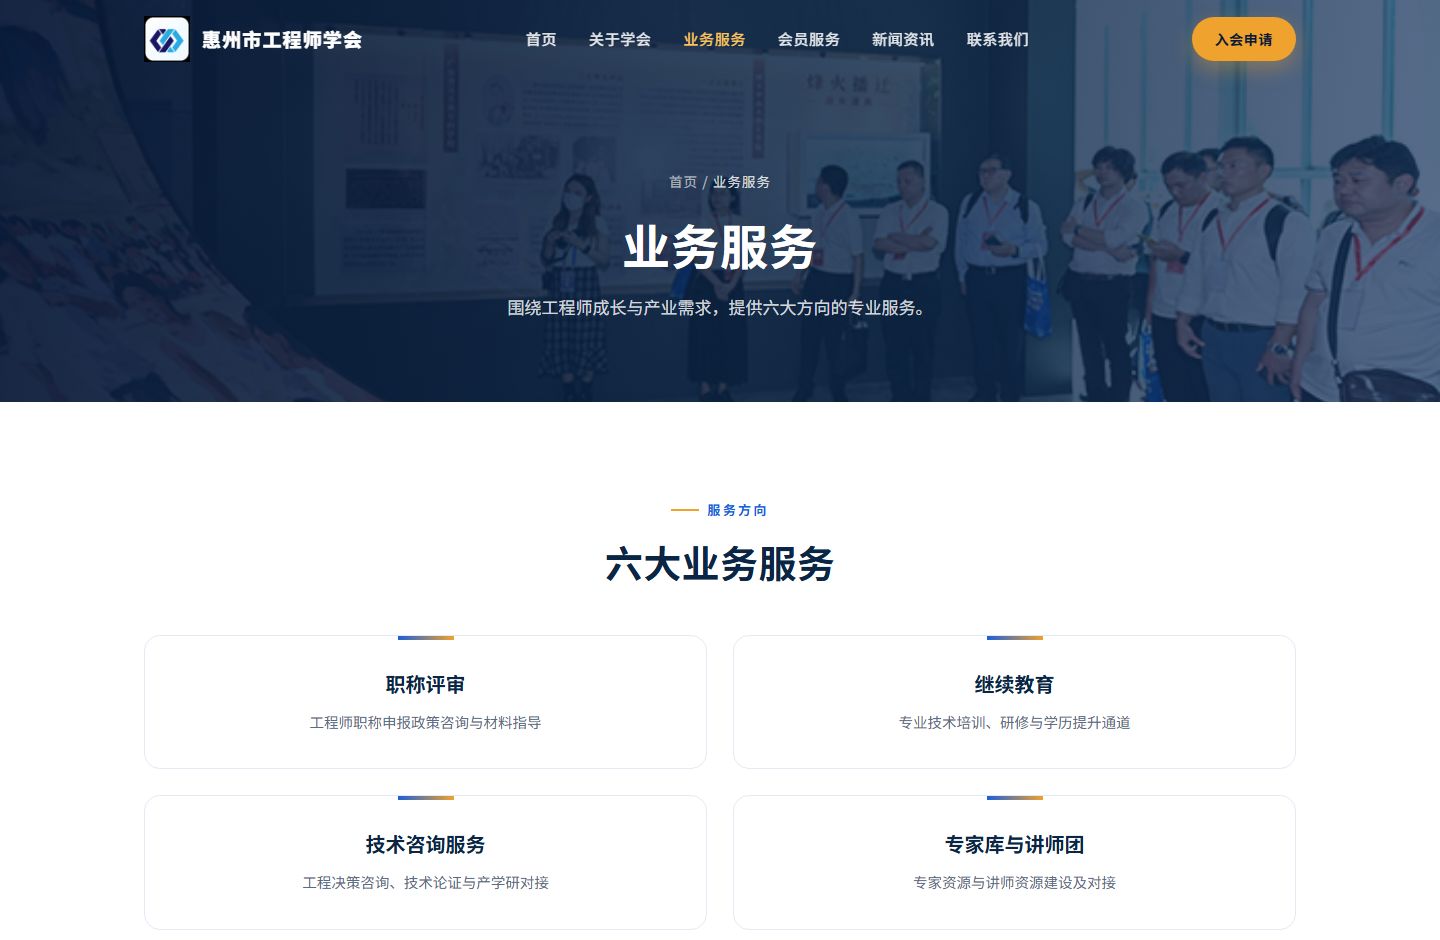 惠州市工程师学会
首页 关于学会 业务服务 会员服务 新闻资讯 联系我们
入会申请
烽火播迁
首页 / 业务服务
业务服务
围绕工程师成长与产业需求，提供六大方向的专业服务。
服务方向
六大业务服务
职称评审
工程师职称申报政策咨询与材料指导
继续教育
专业技术培训、研修与学历提升通道
技术咨询服务
工程决策咨询、技术论证与产学研对接
专家库与讲师团
专家资源与讲师资源建设及对接